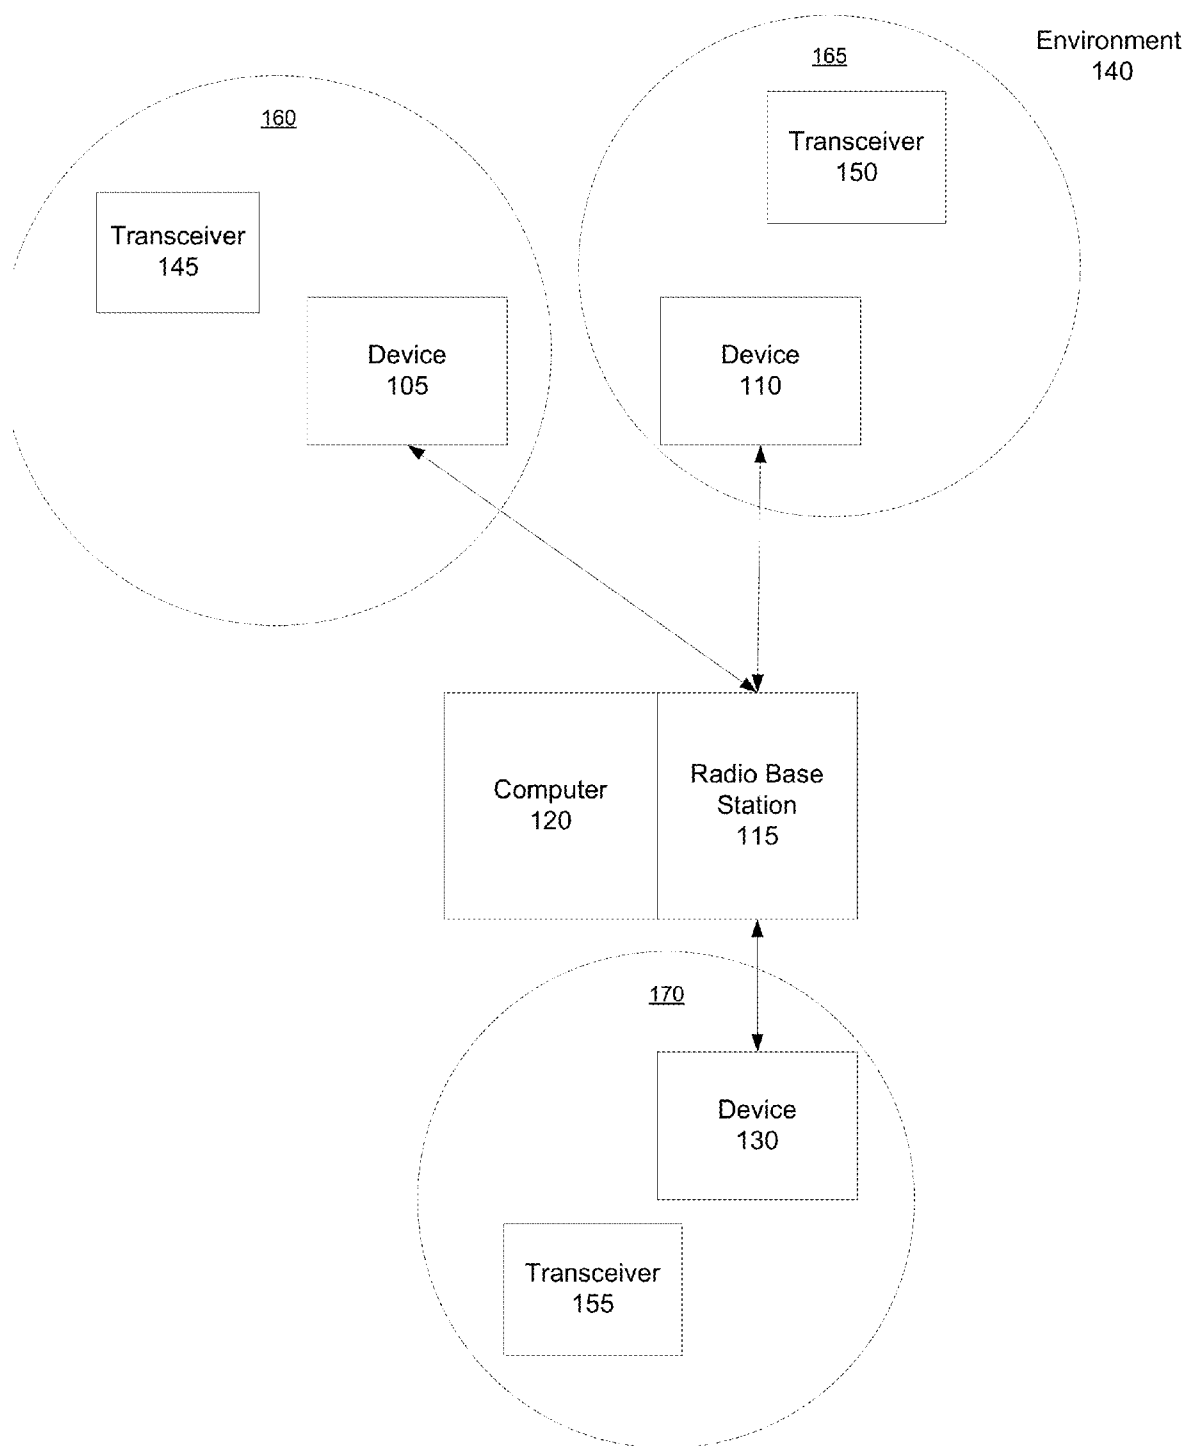 Environment
140
165
160
Transceiver
150
Transceiver
145
Device
105
Device
110
Computer
120
Radio Base
Station
115
170
Device
130
Transceiver
155